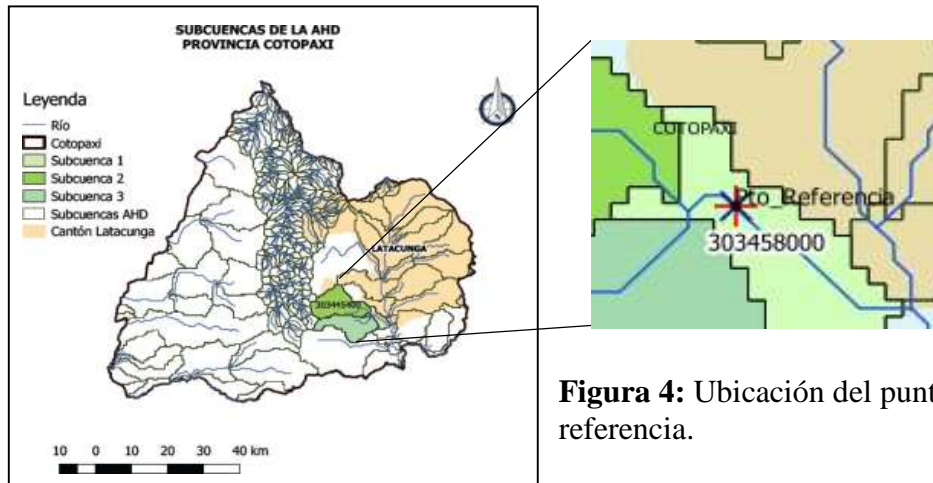 SUBCUENCAS DE LA AHD
PROVINCIA COTOPAXI
Leyenda
Río
Cotopaxi
Subcuenca 1
Subcuenca 2
Subcuenca 3
Subcuencas AHD
Cantón Latacunga
LATACUNGA
10 0 10 20 30 40 km
COTOPAXI
Pto_Referencia
303458000
Figura 4: Ubicación del punt
referencia.